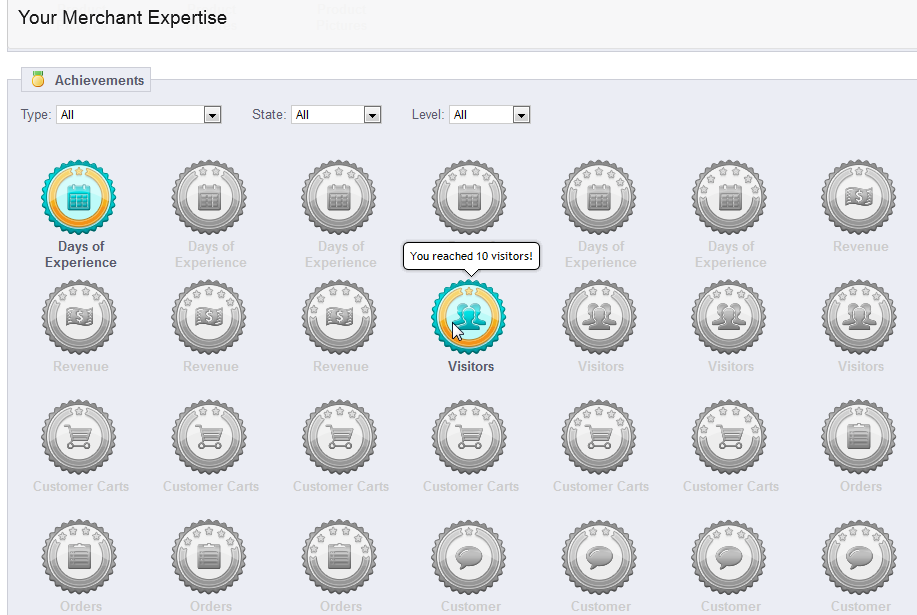 Your Merchant Expertise
Achievements
Type: All State: All Level: All
Days of Experience
Days of Experience
Days of Experience
Days of Experience
Days of Experience
Revenue
You reached 10 visitors!
Revenue
Revenue
Revenue
Visitors
Visitors
Visitors
Visitors
Customer Carts
Customer Carts
Customer Carts
Customer Carts
Customer Carts
Customer Carts
Orders
Orders
Orders
Orders
Customer
Customer
Customer
Customer